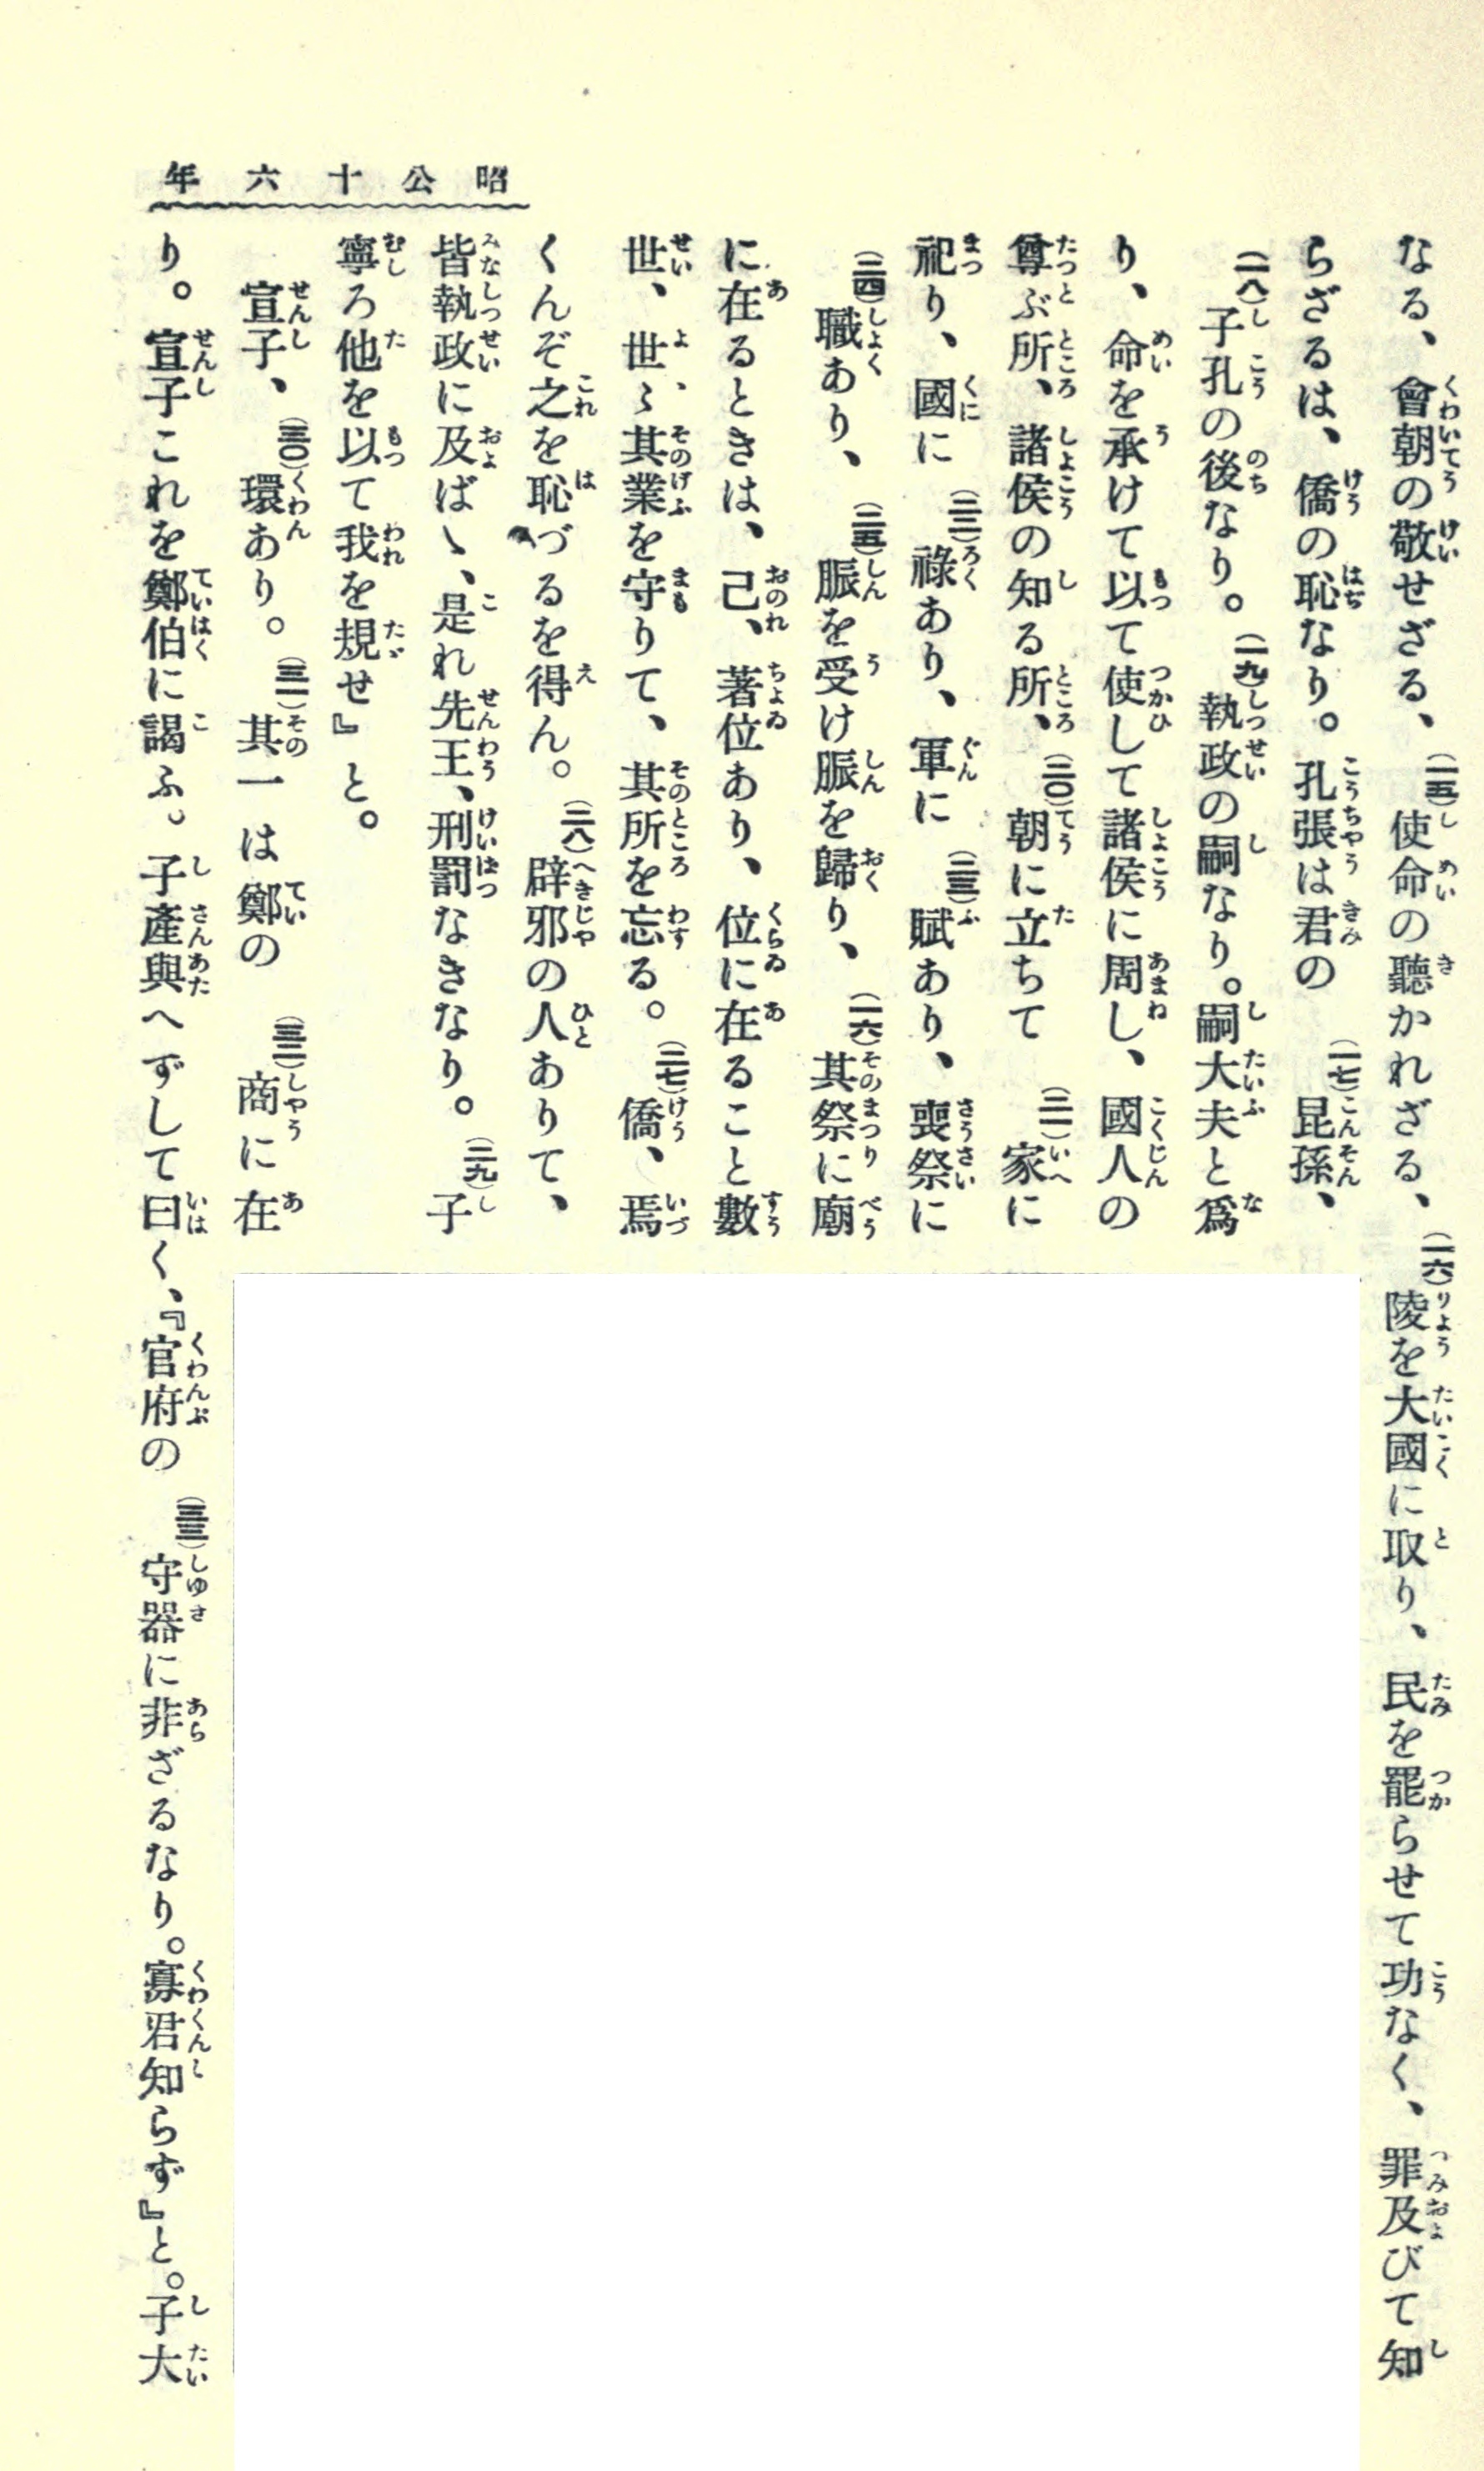 昭公十六年
なる、會朝の敬せざる、(一五)使命の聽かれざる、(一六)陵を大國に取り、民を罷らせて功なく、罪及びて知
らざるは、僑の恥なり。孔張は君の(一七)昆孫、
(一八)子孔の後なり。(一九)執政の嗣なり。嗣大夫と爲
り、命を承けて以て使して諸侯に周し、國人の
尊ぶ所、諸侯の知る所、(二〇)朝に立ちて(二一)家に
祀り、國に(二二)祿あり、軍に(二三)賦あり、喪祭に
(二四)職あり、(二五)脤を受け脤を歸り、(二六)其祭に廟
に在るときは、己、著位あり、位に在ること數
世、世〻其業を守りて、其所を忘る。(二七)僑、焉
くんぞ之を恥づるを得ん。(二八)辟邪の人ありて、
皆執政に及ばゝ、是れ先王、刑罰なきなり。(二九)子
寧ろ他を以て我を規せ』と。
宣子、(三〇)環あり。(三一)其一は鄭の(三二)商に在
り。宣子これを鄭伯に謁ふ。子產與へずして曰く、『官府の(三三)守器に非ざるなり。寡君知らず』と。子大